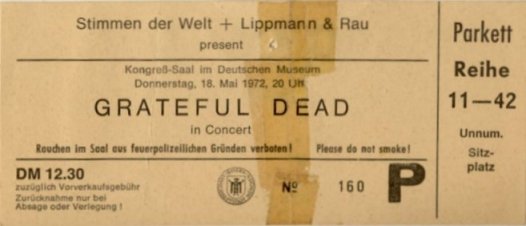 Stimmen der Welt + Lippmann & Rau
present
Kongreß-Saal im Deutschen Museum
Donnerstag, 18. Mai 1972, 20 Uhr
GRATEFUL DEAD
in Concert
Rauchen im Saal aus feuerpolizeilichen Gründen verboten! Please do not smoke!
DM 12.30
zuzüglich Vorverkaufsgebühr
Zurücknahme nur bei
Absage oder Verlegung !
№ 160 P
Parkett
Reihe
11—42
Unnum.
Sitz-
platz